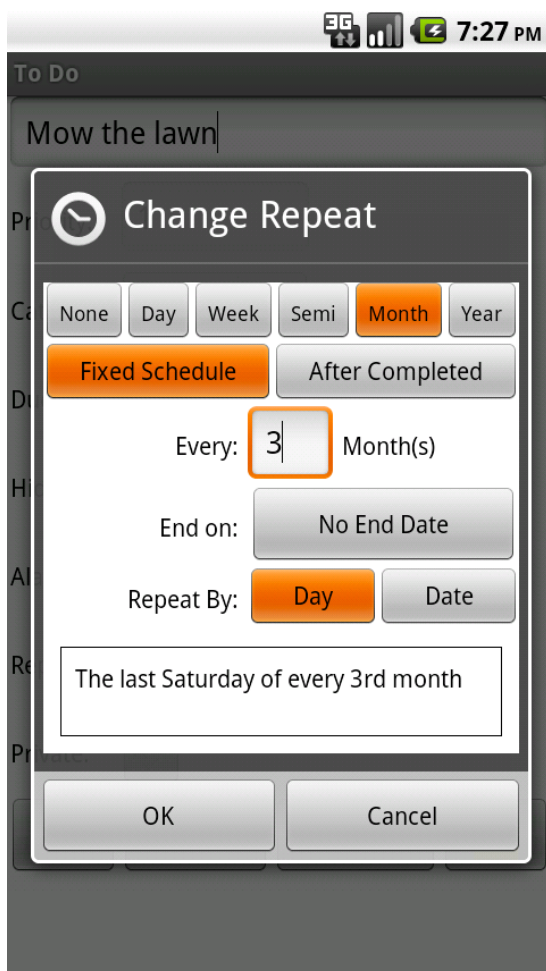 3G 7:27 PM
To Do
Mow the lawn
Change Repeat
None Day Week Semi Month Year
Fixed Schedule After Completed
Every: 3 Month(s)
End on: No End Date
Repeat By: Day Date
The last Saturday of every 3rd month
Private:
OK Cancel